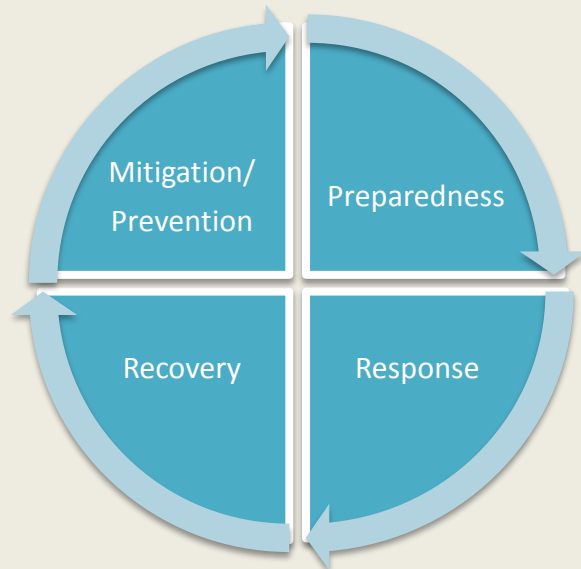 Mitigation/
Prevention
Preparedness
Recovery
Response